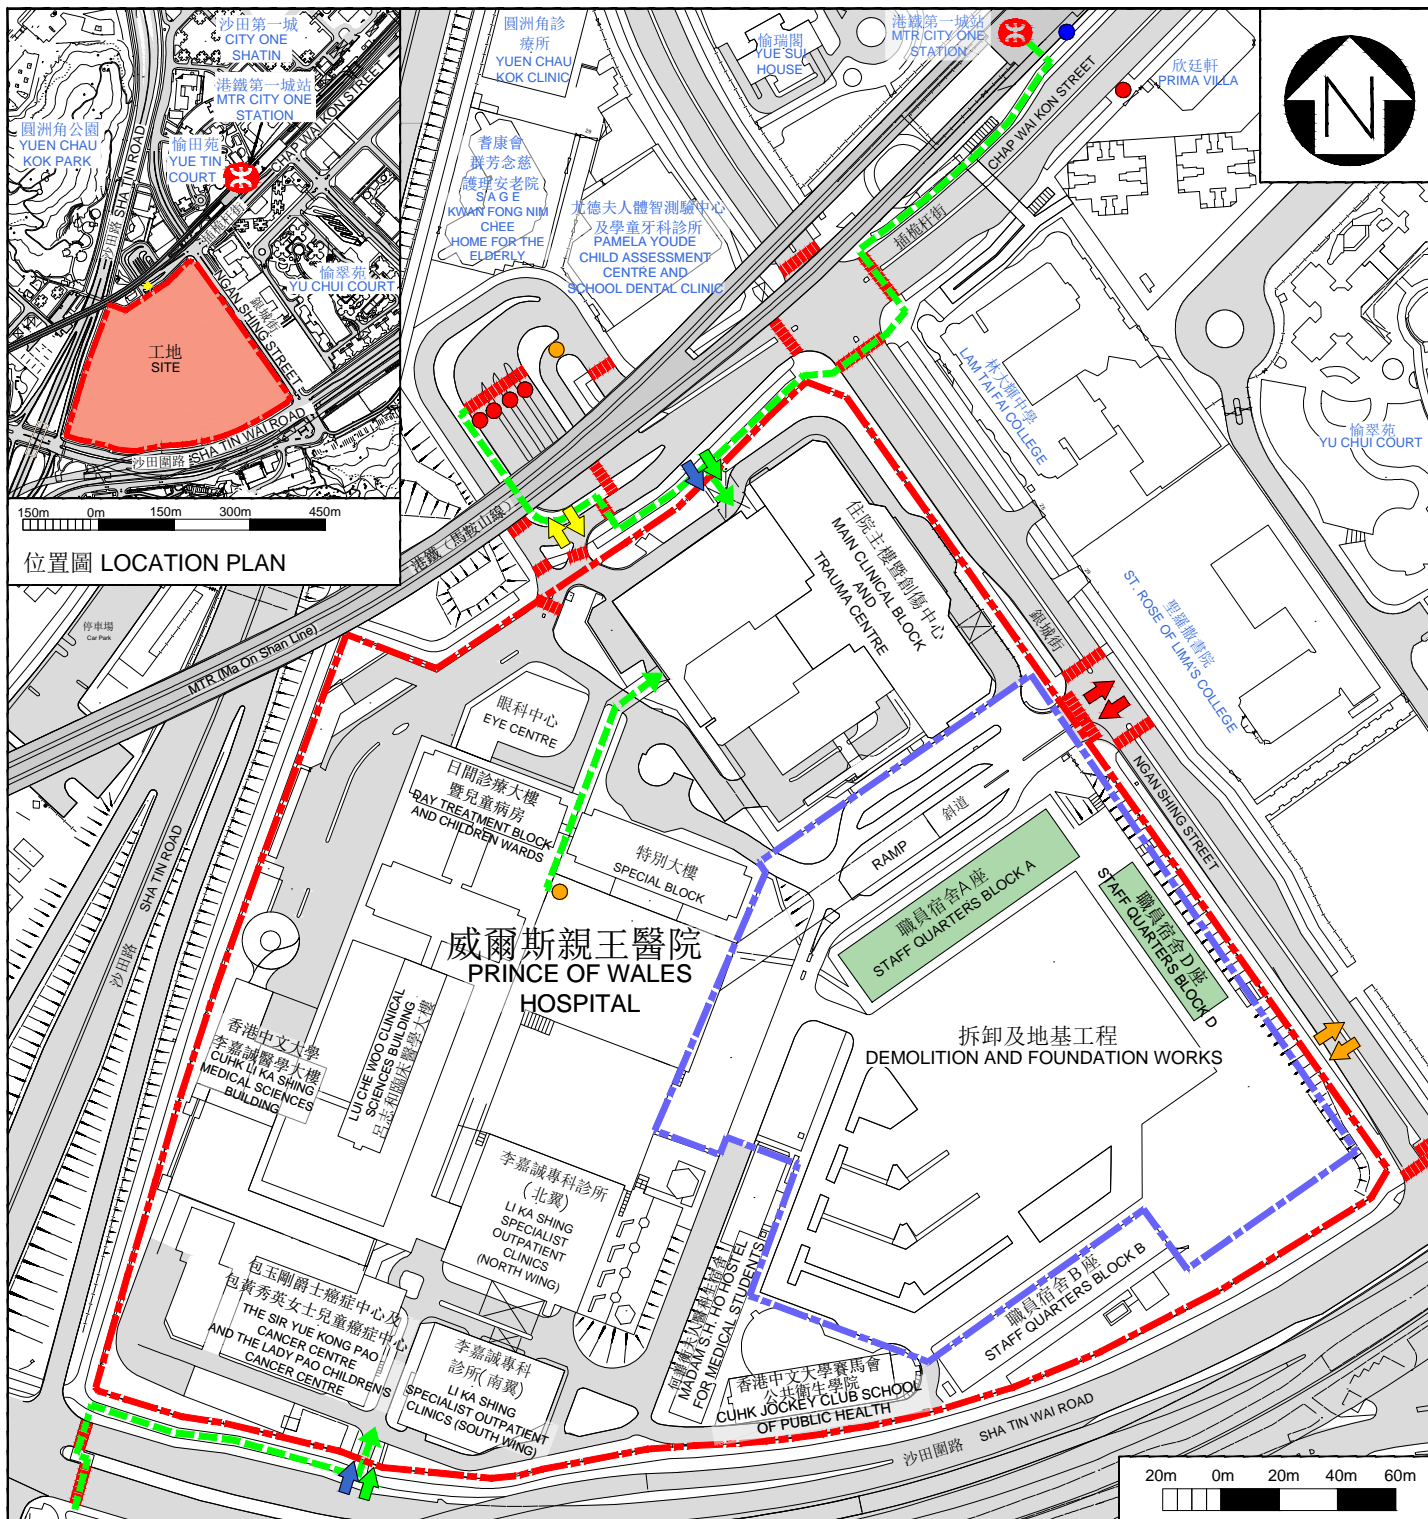 沙田第一城
CITY ONE
SHATIN
港鐵第一城站
MTR CITY ONE
STATION
圓洲角公園
YUEN CHAU
KOK PARK
愉田苑
YUE TIN
COURT
SHA TIN ROAD
沙田路
CHAP WAI KON STREET
插桅杆街
愉翠苑
YU CHUI COURT
NGAN SHING STREET
銀城街
工地
SITE
沙田圍路
SHA TIN WAI ROAD
150m 0m 150m 300m 450m
位置圖 LOCATION PLAN
圓洲角診
療所
YUEN CHAU
KOK CLINIC
愉瑞閣
YUE SUI
HOUSE
港鐵第一城站
MTR CITY ONE
STATION
欣廷軒
PRIMA VILLA
N
耆康會
群芳念慈
護理安老院
S A G E
KWAN FONG NIM
CHEE
HOME FOR THE
ELDERLY
尤德夫人體智測驗中心
及學童牙科診所
PAMELA YOUDE
CHILD ASSESSMENT
CENTRE AND
SCHOOL DENTAL CLINIC
CHAP WAI KON STREET
插桅杆街
林大輝中學
LAM TAI FAI COLLEGE
愉翠苑
YU CHUI COURT
聖羅撒書院
ST. ROSE OF LIMA'S COLLEGE
港鐵（馬鞍山線）
MTR (Ma On Shan Line)
停車場
Car Park
住院主樓暨創傷中心
MAIN CLINICAL BLOCK
AND
TRAUMA CENTRE
銀城街
NGAN SHING STREET
眼科中心
EYE CENTRE
日間診療大樓
暨兒童病房
DAY TREATMENT BLOCK
AND CHILDREN WARDS
特別大樓
SPECIAL BLOCK
斜道
RAMP
職員宿舍A座
STAFF QUARTERS BLOCK A
職員宿舍D座
STAFF QUARTERS BLOCK D
SHA TIN ROAD
沙田路
威爾斯親王醫院
PRINCE OF WALES
HOSPITAL
拆卸及地基工程
DEMOLITION AND FOUNDATION WORKS
香港中文大學
李嘉誠醫學大樓
CUHK LI KA SHING
MEDICAL SCIENCES
BUILDING
LUI CHE WOO CLINICAL
SCIENCES BUILDING
呂志和臨床醫學大樓
李嘉誠專科診所
（北翼）
LI KA SHING
SPECIALIST
OUTPATIENT
CLINICS
(NORTH WING)
包玉剛爵士癌症中心及
包黃秀英女士兒童癌症中心
THE SIR YUE KONG PAO
CANCER CENTRE
AND THE LADY PAO CHILDREN'S
CANCER CENTRE
李嘉誠專科
診所(南翼)
LI KA SHING
SPECIALIST OUTPATIENT
CLINICS (SOUTH WING)
何善衡夫人醫科生宿舍
MADAM S.H. HO HOSTEL
FOR MEDICAL STUDENTS
香港中文大學賽馬會
公共衛生學院
CUHK JOCKEY CLUB SCHOOL
OF PUBLIC HEALTH
職員宿舍B座
STAFF QUARTERS BLOCK B
沙田圍路 SHA TIN WAI ROAD
20m 0m 20m 40m 60m